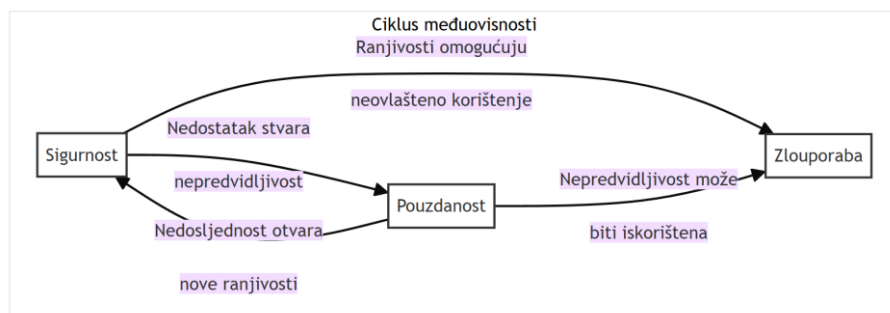 Ciklus međuovisnosti
Ranjivosti omogućuju
neovlašteno korištenje
Nedostatak stvara
nepredvidljivost
Sigurnost
Zlouporaba
Nepredvidljivost može
biti iskorištena
Pouzdanost
Nedosljednost otvara
nove ranjivosti